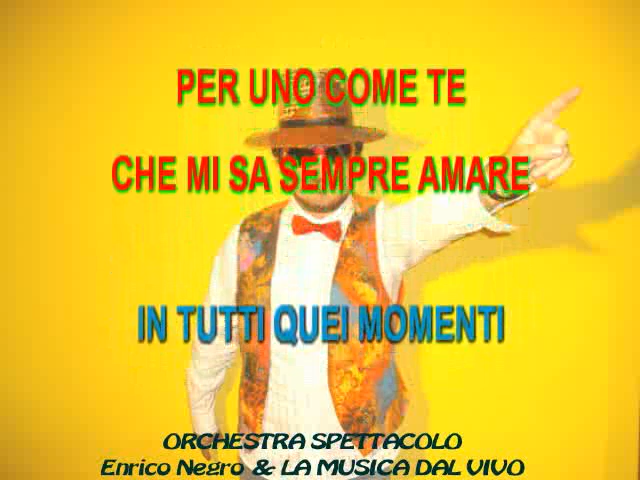 PER UNO COME TE
CHE MI SA SEMPRE AMARE
IN TUTTI QUEI MOMENTI
ORCHESTRA SPETTACOLO
Enrico Negro & LA MUSICA DAL VIVO